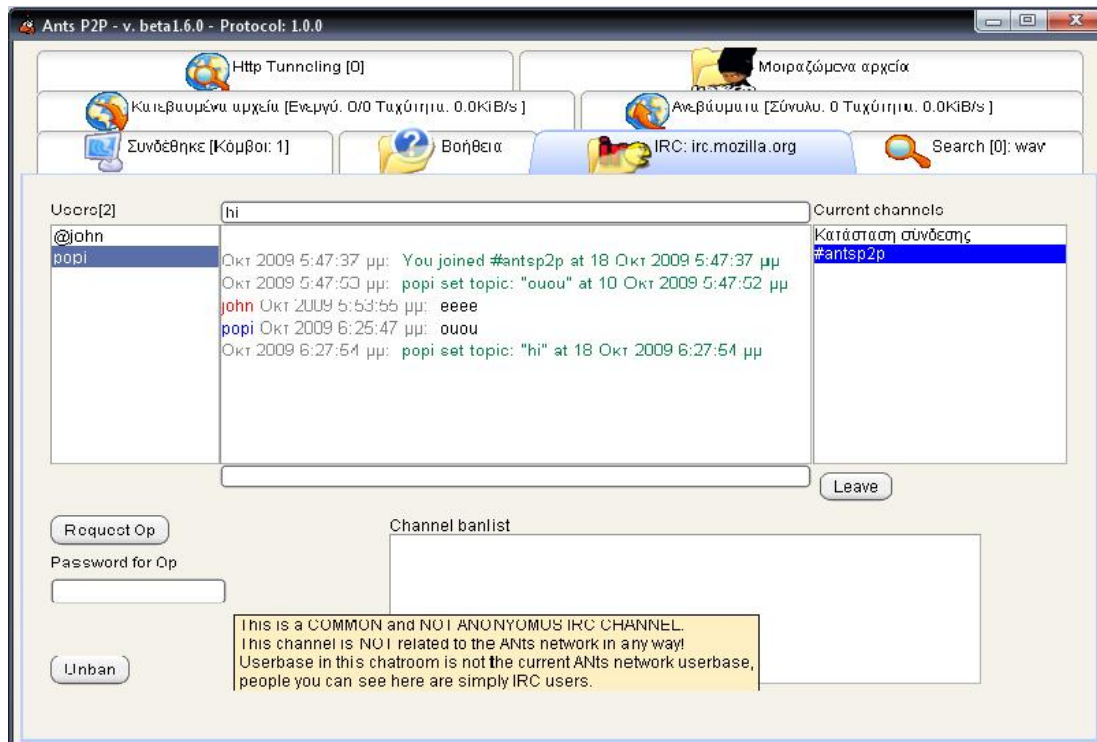 Ants P2P - v. beta1.6.0 - Protocol: 1.0.0
Http Tunneling [0]
Μοιραζώμενα αρχεία
Κατεβασμένα αρχεία [Ενεργά: 0/0 Ταχύτητα: 0.0KiB/s ]
Ανεβάσματα [Σύνολο: 0 Ταχύτητα: 0.0KiB/s ]
Συνδέθηκε [Κόμβοι: 1]
Βοήθεια
IRC: irc.mozilla.org
Search [0]: wav
Users[2]
hi
Current channels
@john
popi
Κατάσταση σύνδεσης
#antsp2p
Οκτ 2009 5:47:37 μμ: You joined #antsp2p at 18 Οκτ 2009 5:47:37 μμ
Οκτ 2009 5:47:53 μμ: popi set topic: "ouou" at 18 Οκτ 2009 5:47:52 μμ
john Οκτ 2009 5:53:55 μμ: eeee
popi Οκτ 2009 6:25:47 μμ: ouou
Οκτ 2009 6:27:54 μμ: popi set topic: "hi" at 18 Οκτ 2009 6:27:54 μμ
Leave
Request Op
Channel banlist
Password for Op
This is a COMMON and NOT ANONYMOUS IRC CHANNEL.
This channel is NOT related to the ANts network in any way!
Userbase in this chatroom is not the current ANts network userbase,
people you can see here are simply IRC users.
Unban